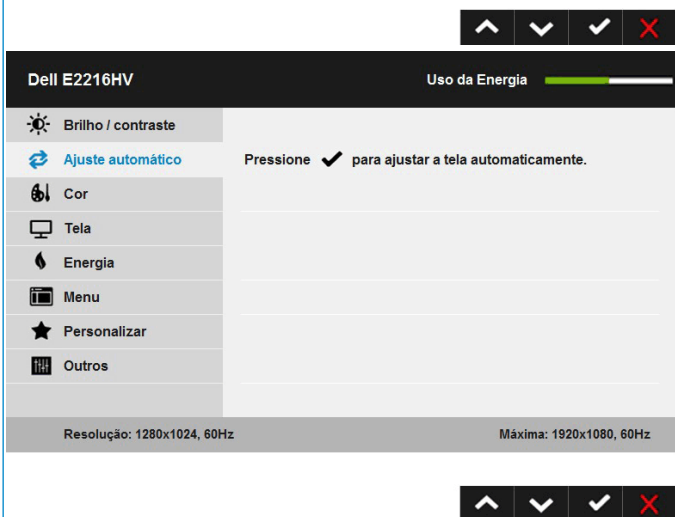 Dell E2216HV
Uso da Energia
Brilho / contraste
Ajuste automático
Pressione para ajustar a tela automaticamente.
Cor
Tela
Energia
Menu
Personalizar
Outros
Resolução: 1280x1024, 60Hz
Máxima: 1920x1080, 60Hz